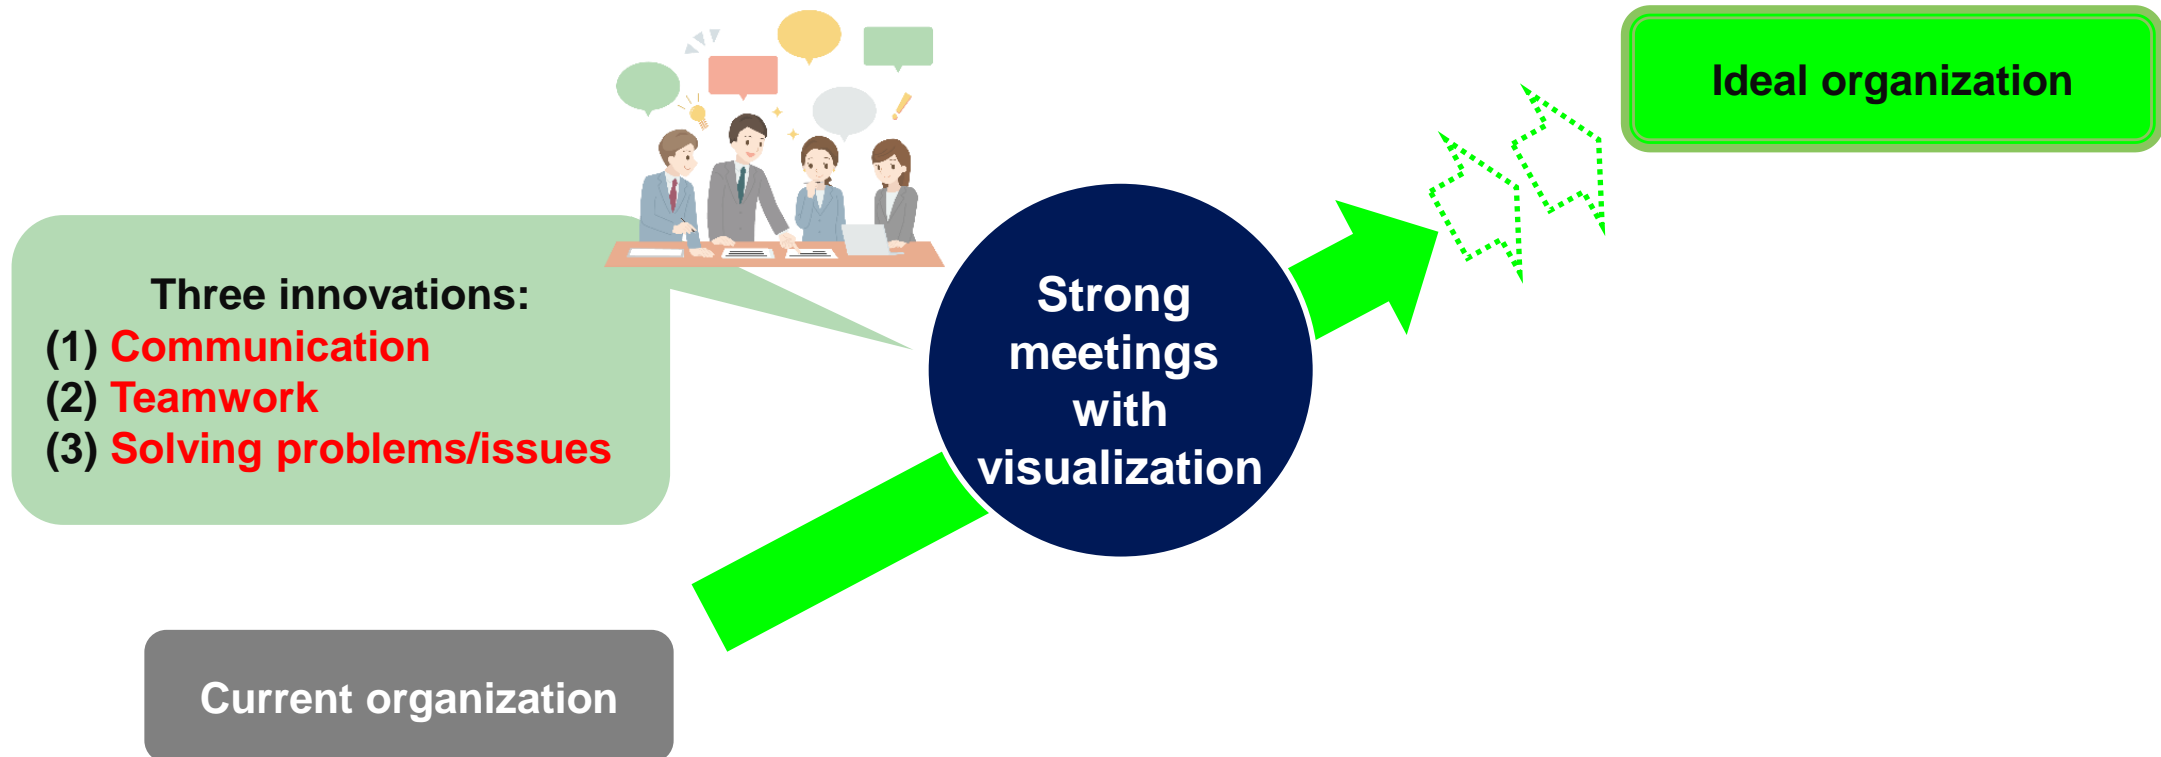 Ideal organization
Three innovations:
(1) Communication
(2) Teamwork
(3) Solving problems/issues
Strong
meetings
with
visualization
Current organization